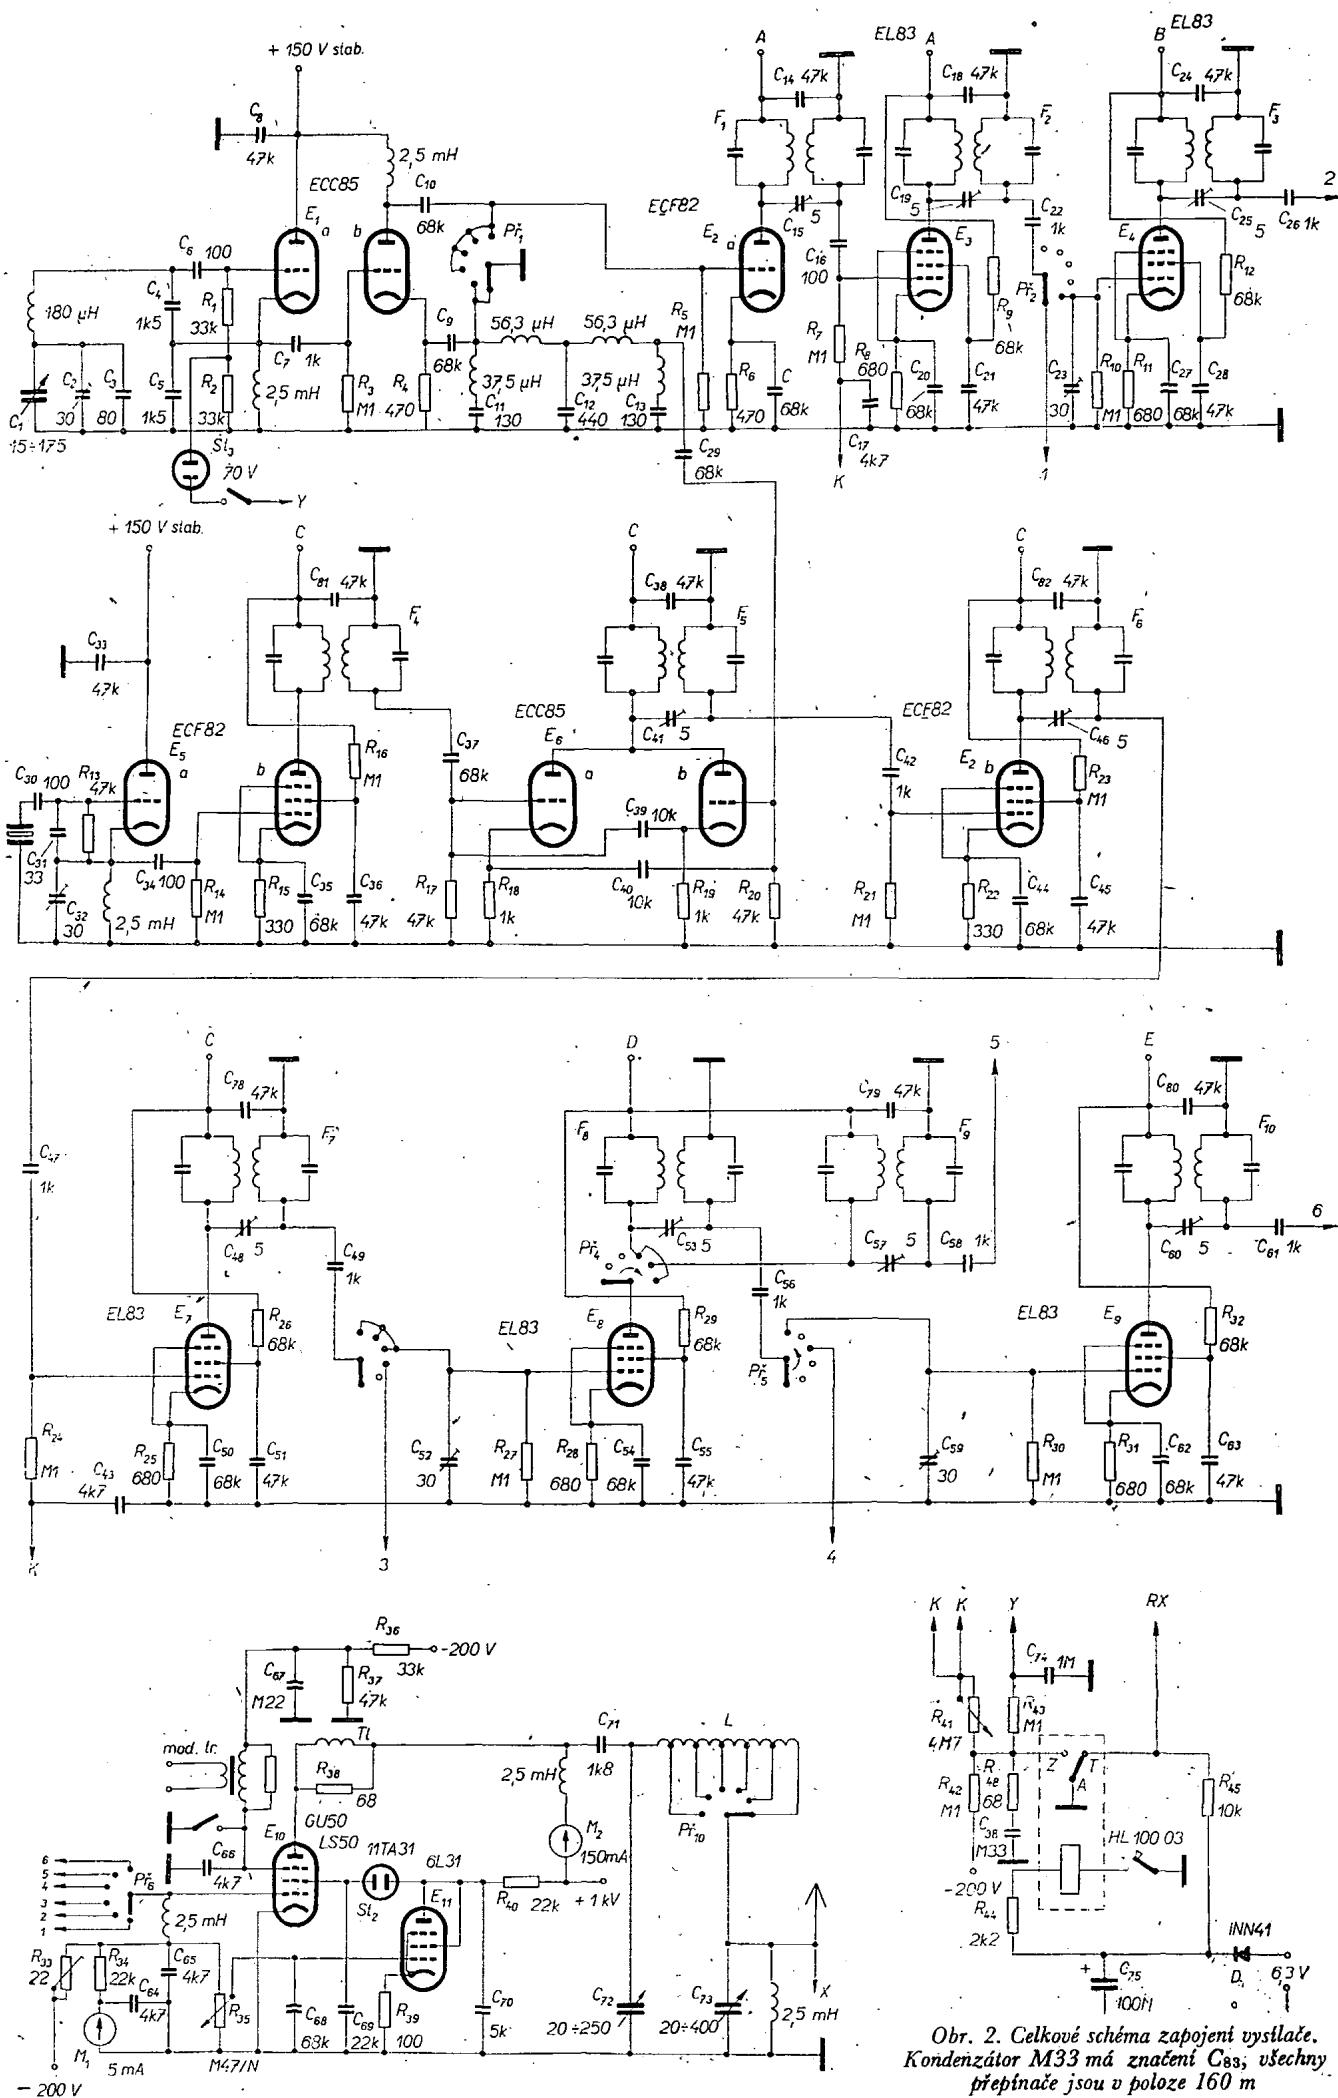 + 150 V stab.
C8
47k
2,5 mH
ECC85
C10
68k
Př1
E1
a
b
C6
100
180 µH
C4
1k5
R1
33k
C7
1k
C9
68k
56,3 µH
56,3 µH
C1
15÷175
C2
30
C3
80
C5
1k5
R2
33k
2,5 mH
R3
M1
R4
470
37,5 µH
C11
130
C12
440
37,5 µH
C13
130
St3
70 V
Y
A
C14 47k
F1
ECF82
E2
a
C15
5
C16
100
R5
M1
R6
470
C
68k
R7
M1
C29
68k
C17
4k7
K
EL83
A
C18 47k
F2
C19
5
E3
C22
1k
Př2
R9
68k
R8
680
C20
68k
C21
47k
1
B
EL83
C24
47k
F3
2
C25 5
C26 1k
E4
R12
68k
C23
30
R10
M1
R11
680
C27
68k
C28
47k
+ 150 V stab.
C33
47k
ECF82
E5
a
C30
100
R13
47k
C31
33
C32
30
C34 100
2,5 mH
R14
M1
C
C81 47k
F4
b
R16
M1
R15
330
C35
68k
C36
47k
C37
68k
C
C38 47k
F5
ECC85
E6
a
b
C41 5
C39 10k
C40
10k
R17
47k
R18
1k
R19
1k
R20
47k
C42
1k
C
C82 47k
F6
ECF82
E2
b
C46 5
R23
M1
R21
M1
R22
330
C44
68k
C45
47k
C
C78 47k
F7
C47
1k
C48 5
C49
1k
EL83
E7
R26
68k
R24
M1
C43
4k7
R25
680
C50
68k
C51
47k
K
3
D
F8
Př4
C53 5
C56
1k
EL83
E8
R29
68k
C52
30
R27
M1
R28
680
C54
68k
C55
47k
Př5
4
C79 47k
F9
5
C57 5
C58 1k
E
C80 47k
F10
6
C60 5
C61 1k
EL83
E9
R32
68k
C59
30
R30
M1
R31
680
C62
68k
C63
47k
R36
33k
-200 V
C67
M22
R37
47k
mod. tr.
Tl
R38
68
GU50
LS50
E10
11TA31
St2
6L31
E11
C66
4k7
6
5
4
3
2
1
Př6
2,5 mH
R33
22
R34
22k
C65
4k7
C64
4k7
R35
M47/N
M1
5 mA
- 200 V
C68
68k
C69
22k
R39
100
C70
5k
R40 22k
2,5 mH
M2
150mA
+ 1 kV
C71
1k8
L
Př10
C72
20÷250
C73
20÷400
2,5 mH
X
K K Y RX
C74 1M
R41
4M7
R43
M1
R42
M1
R48
68
C38
M33
-200 V
R44
2k2
Z
T
A
HL 100 03
R45
10k
1NN41
D1
6,3 V
+
C75
100M
Obr. 2. Celkové schéma zapojení vysílače.
Kondenzátor M33 má značení C83; všechny
přepínače jsou v poloze 160 m